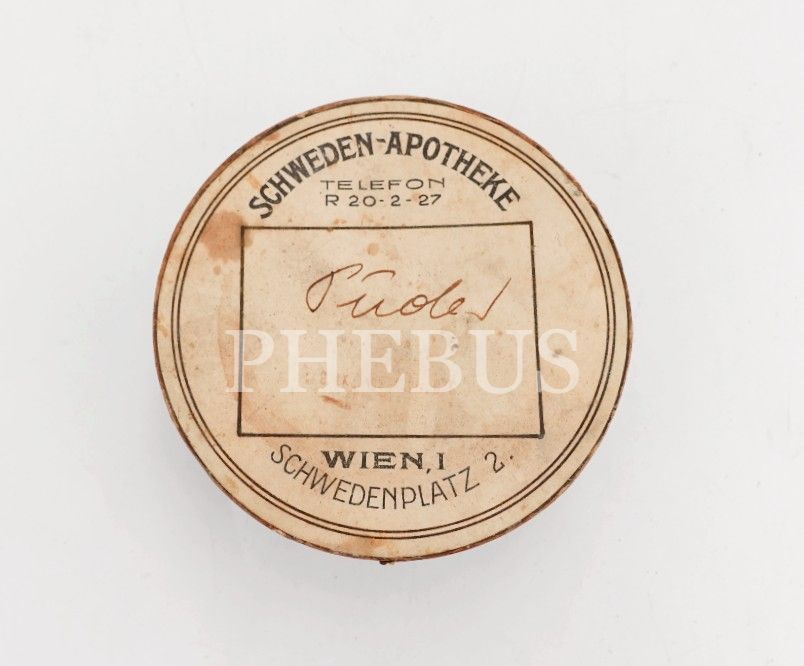 SCHWEDEN-APOTHEKE
TELEFON
R 20-2-27
Puder
PHEBUS
WIEN, I
SCHWEDENPLATZ 2.